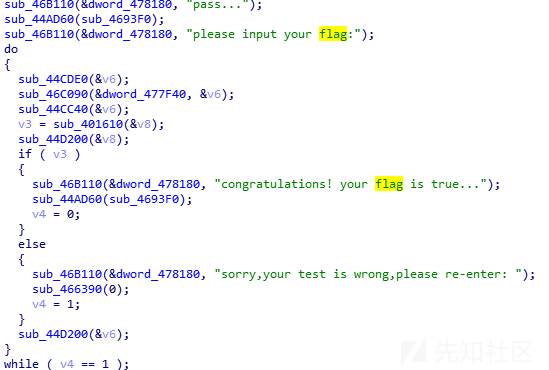 sub_46B110(&dword_478180, "pass...");
sub_44AD60(sub_4693F0);
sub_46B110(&dword_478180, "please input your flag:");
do
{
sub_44CDE0(&v6);
sub_46C090(&dword_477F40, &v6);
sub_44CC40(&v6);
v3 = sub_401610(&v8);
sub_44D200(&v8);
if ( v3 )
{
sub_46B110(&dword_478180, "congratulations! your flag is true...");
sub_44AD60(sub_4693F0);
v4 = 0;
}
else
{
sub_46B110(&dword_478180, "sorry,your test is wrong,please re-enter: ");
sub_466390(0);
v4 = 1;
}
sub_44D200(&v6);
}
while ( v4 == 1 );
先知社区